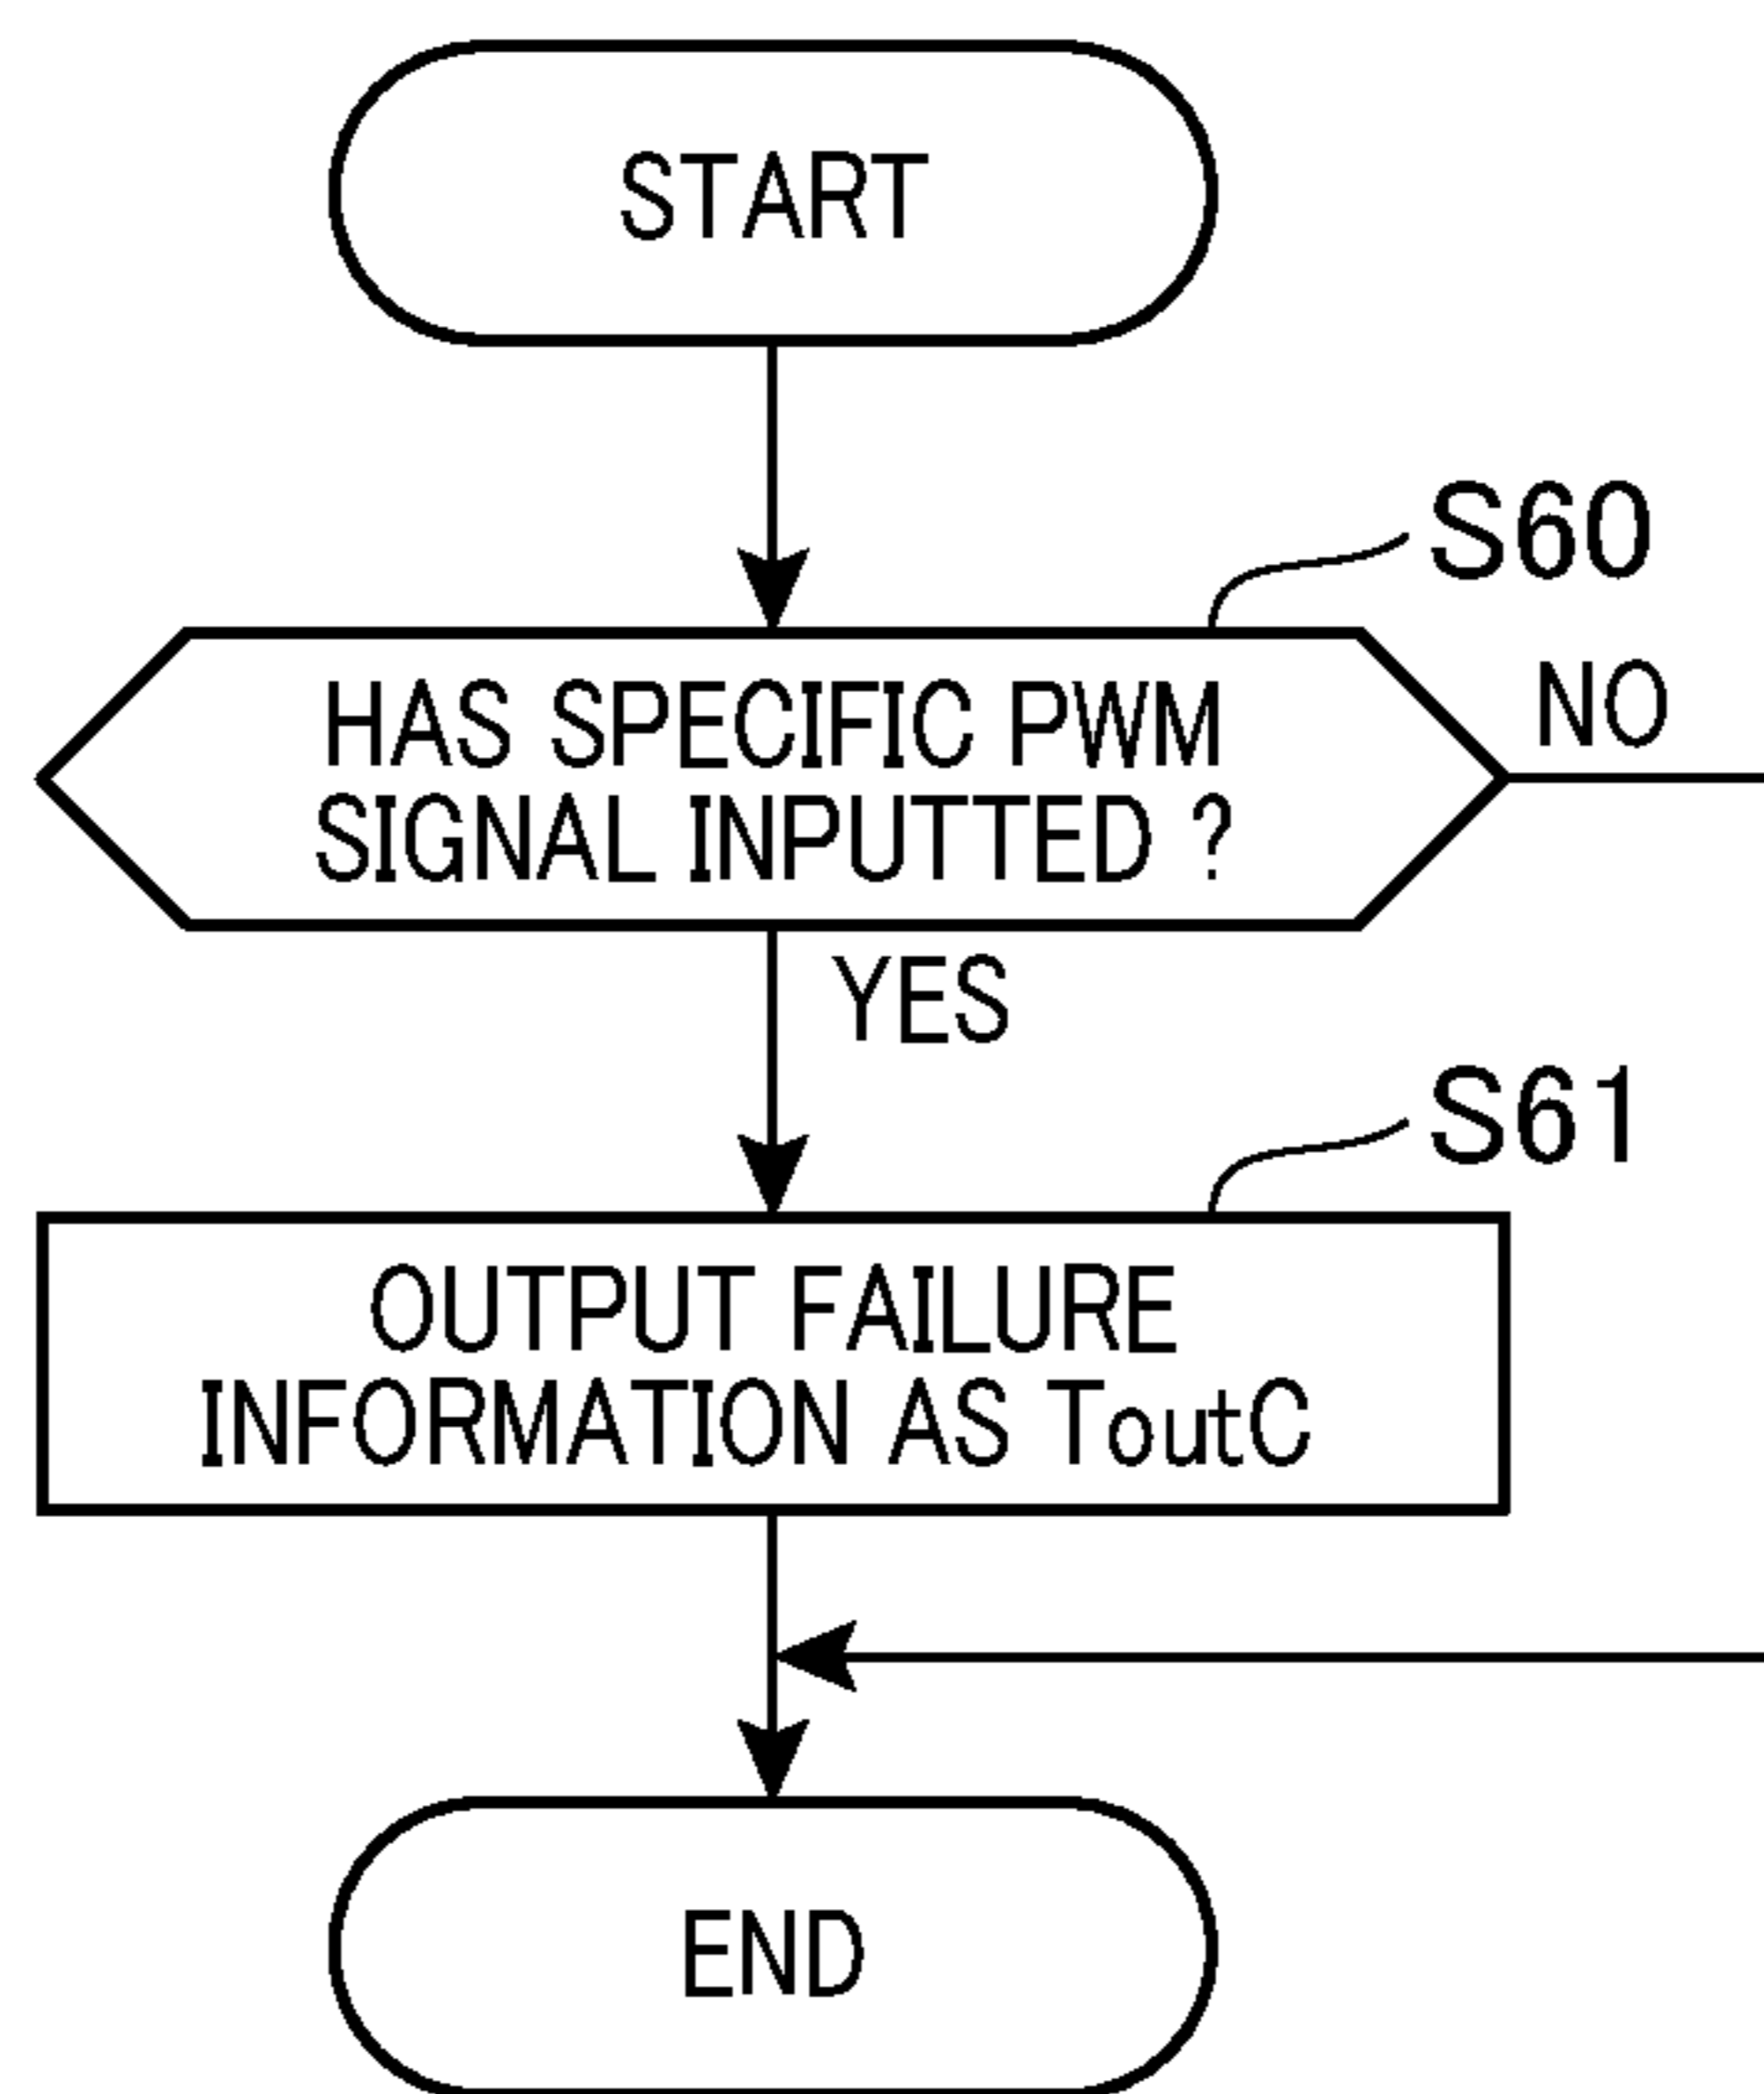 START
S60
HAS SPECIFIC PWM
SIGNAL INPUTTED ?
NO
YES
S61
OUTPUT FAILURE
INFORMATION AS ToutC
END